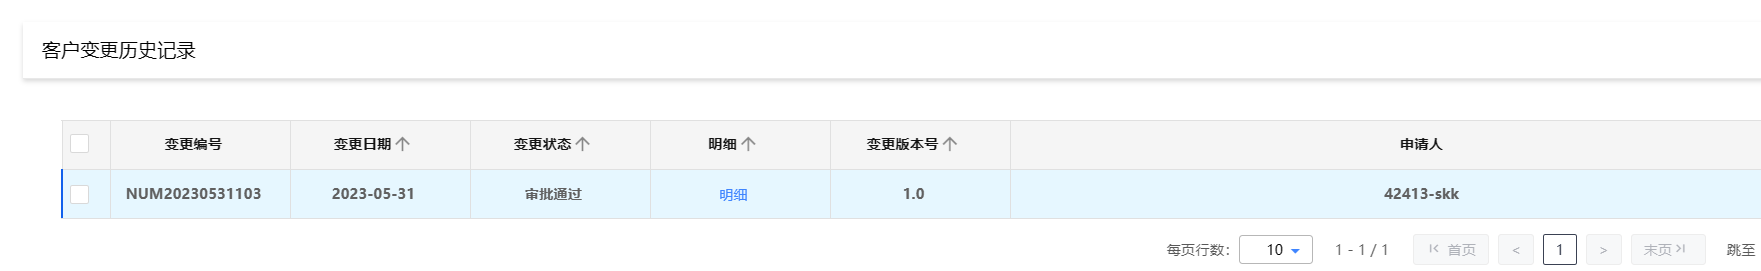 客户变更历史记录
变更编号 变更日期 变更状态 明细 变更版本号 申请人
NUM20230531103 2023-05-31 审批通过 明细 1.0 42413-skk
每页行数: 10 1 - 1 / 1 首页 < 1 > 末页 跳至